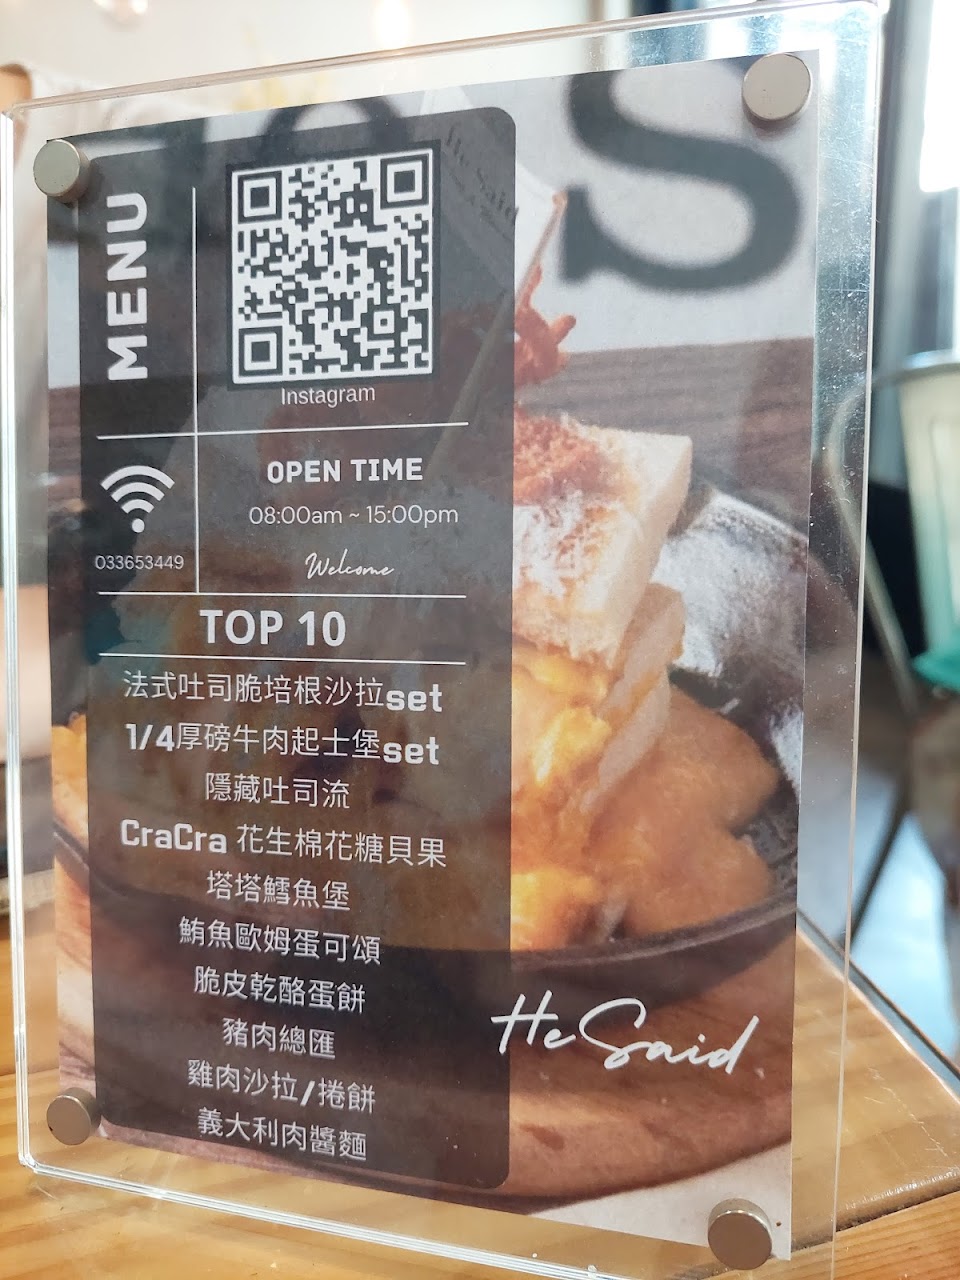 S
MENU
Instagram
OPEN TIME
08:00am ~ 15:00pm
033653449
Welcome
TOP 10
法式吐司脆培根沙拉set
1/4厚磅牛肉起士堡set
隱藏吐司流
CraCra 花生棉花糖貝果
塔塔鱈魚堡
鮪魚歐姆蛋可頌
脆皮乾酪蛋餅
豬肉總匯
雞肉沙拉/捲餅
義大利肉醬麵
He Said
He Said